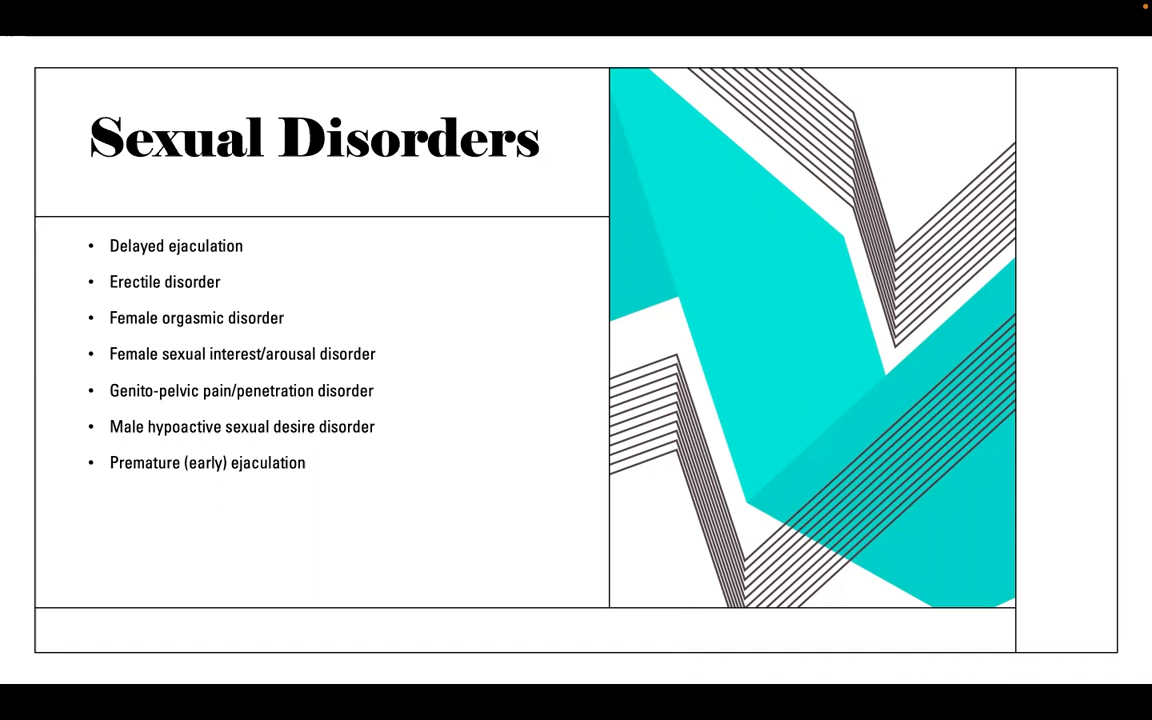 Sexual Disorders
• Delayed ejaculation
• Erectile disorder
• Female orgasmic disorder
• Female sexual interest/arousal disorder
• Genito-pelvic pain/penetration disorder
• Male hypoactive sexual desire disorder
• Premature (early) ejaculation